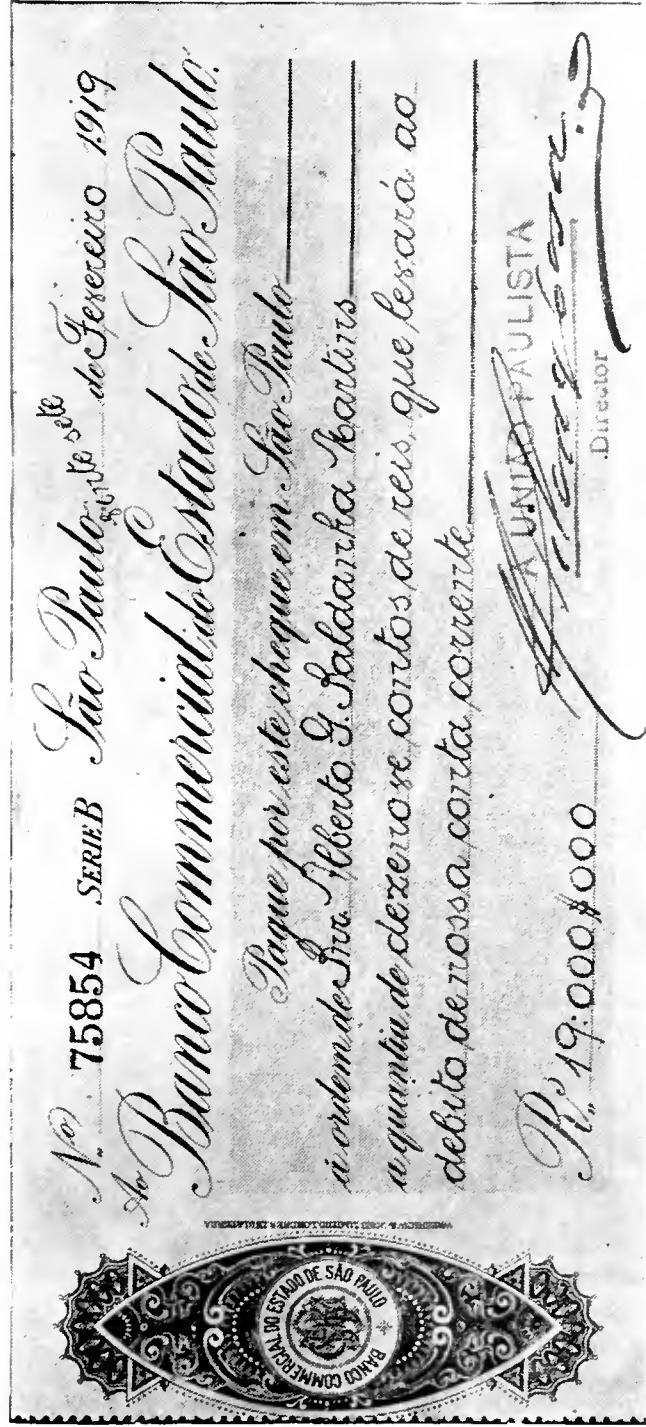 Nº 75854 SERIE B São Paulo, vinte sete de Fevereiro 1919
Ao Banco Commercial do Estado de São Paulo.
Pague por este cheque em São Paulo
á ordem de Snr. Alberto G. Saldanha Martins
a quantia de dezenove contos de reis, que levará ao
debito de nossa conta corrente
Rs 19:000$000
A UNIÃO PAULISTA
Director
BANCO COMMERCIAL DO ESTADO DE SÃO PAULO